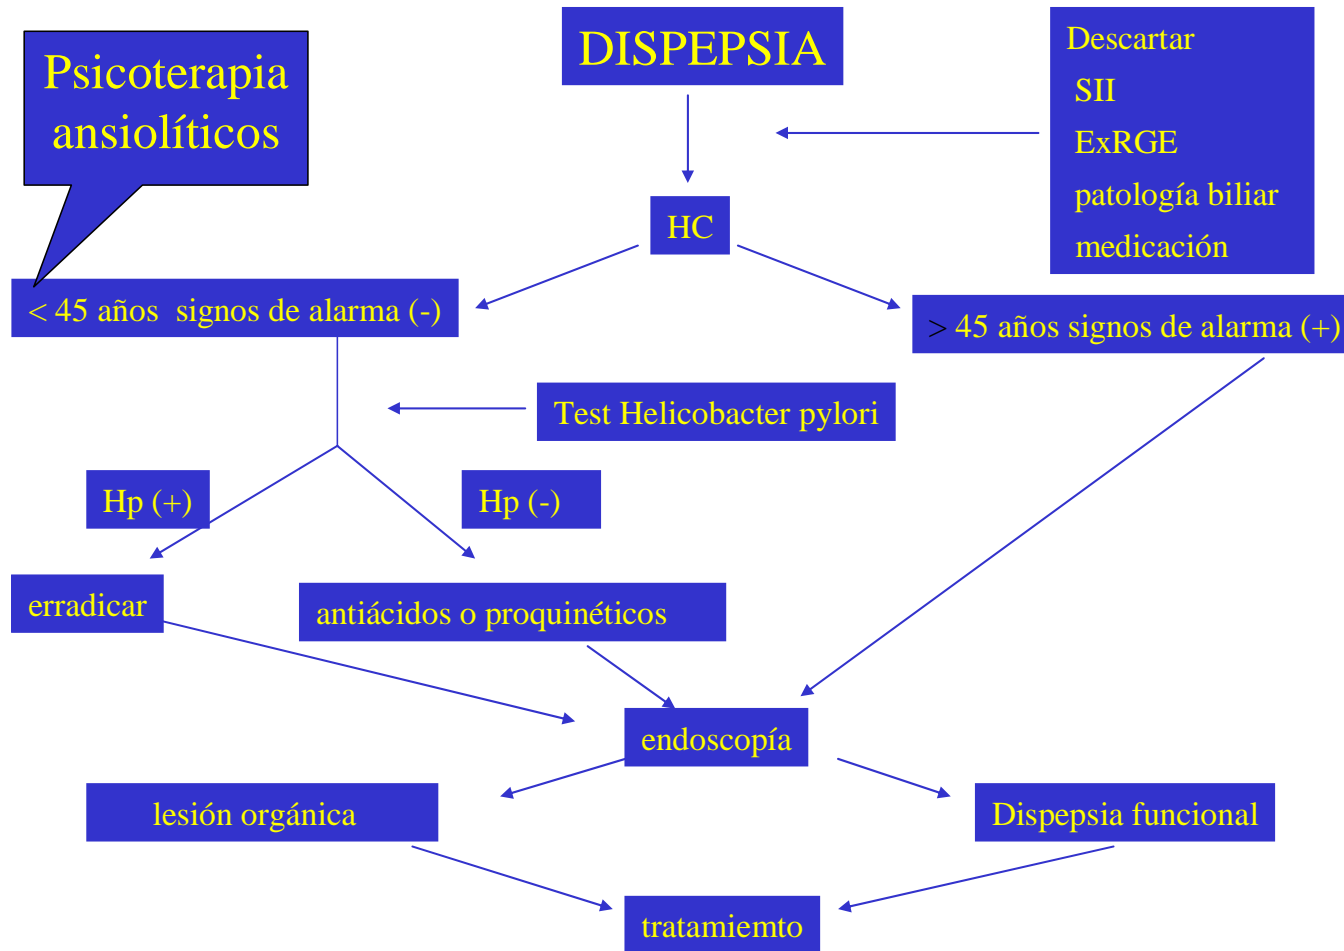 DISPEPSIA
Psicoterapia
ansiolíticos
Descartar
SII
ExRGE
patología biliar
medicación
HC
< 45 años  signos de alarma (-)
> 45 años signos de alarma (+)
Test Helicobacter pylori
Hp (+)
Hp (-)
erradicar
antiácidos o proquinéticos
endoscopía
lesión orgánica
Dispepsia funcional
tratamiemto